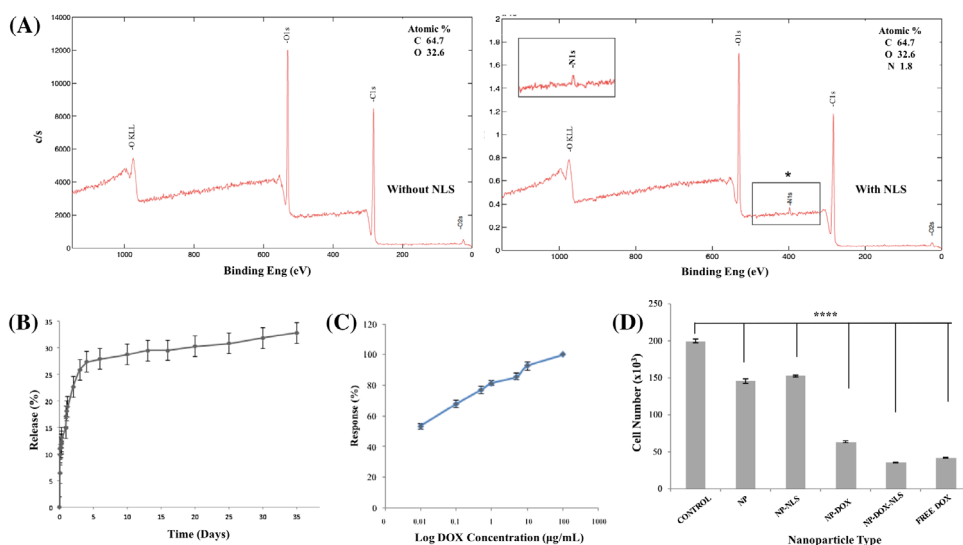 (A)
14000
12000
10000
8000
6000
4000
2000
0
c/s
1000
800
600
400
200
0
Binding Eng (eV)
-O KLL
-O1s
-C1s
-O2s
Atomic %
C 64.7
O 32.6
Without NLS
2
1.8
1.6
1.4
1.2
1
0.8
0.6
0.4
0.2
0
1000
800
600
400
200
0
Binding Eng (eV)
-N1s
-O KLL
-O1s
*
-N1s
-C1s
-O2s
Atomic %
C 64.7
O 32.6
N 1.8
With NLS
(B)
35
30
25
20
15
10
5
0
Release (%)
0
5
10
15
20
25
30
35
Time (Days)
(C)
120
100
80
60
40
20
0
Response (%)
0
0.01
0.1
1
10
100
1000
Log DOX Concentration (µg/mL)
(D)
250
200
150
100
50
0
Cell Number (x10³)
****
CONTROL
NP
NP-NLS
NP-DOX
NP-DOX-NLS
FREE DOX
Nanoparticle Type